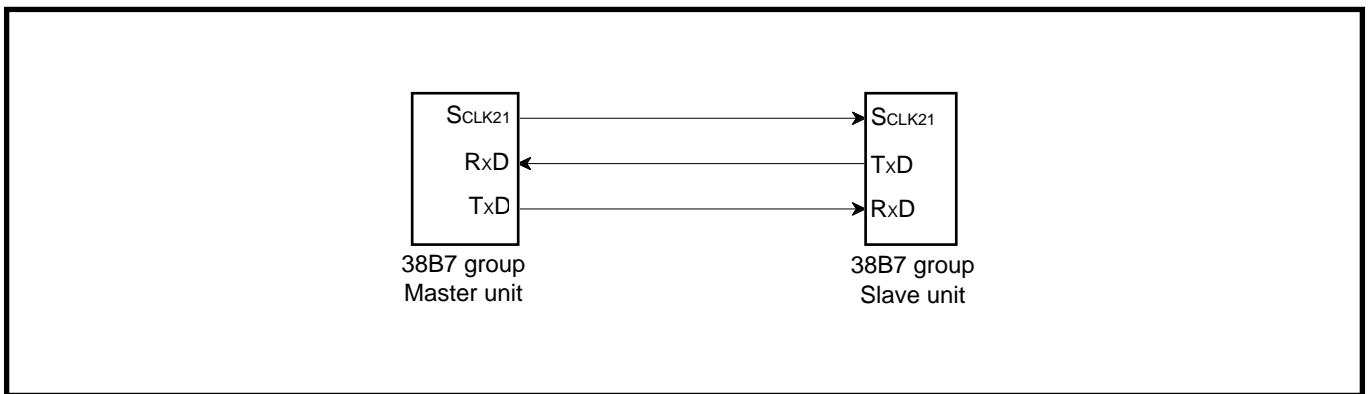 SCLK21
RxD
TxD
38B7 group
Master unit
SCLK21
TxD
RxD
38B7 group
Slave unit